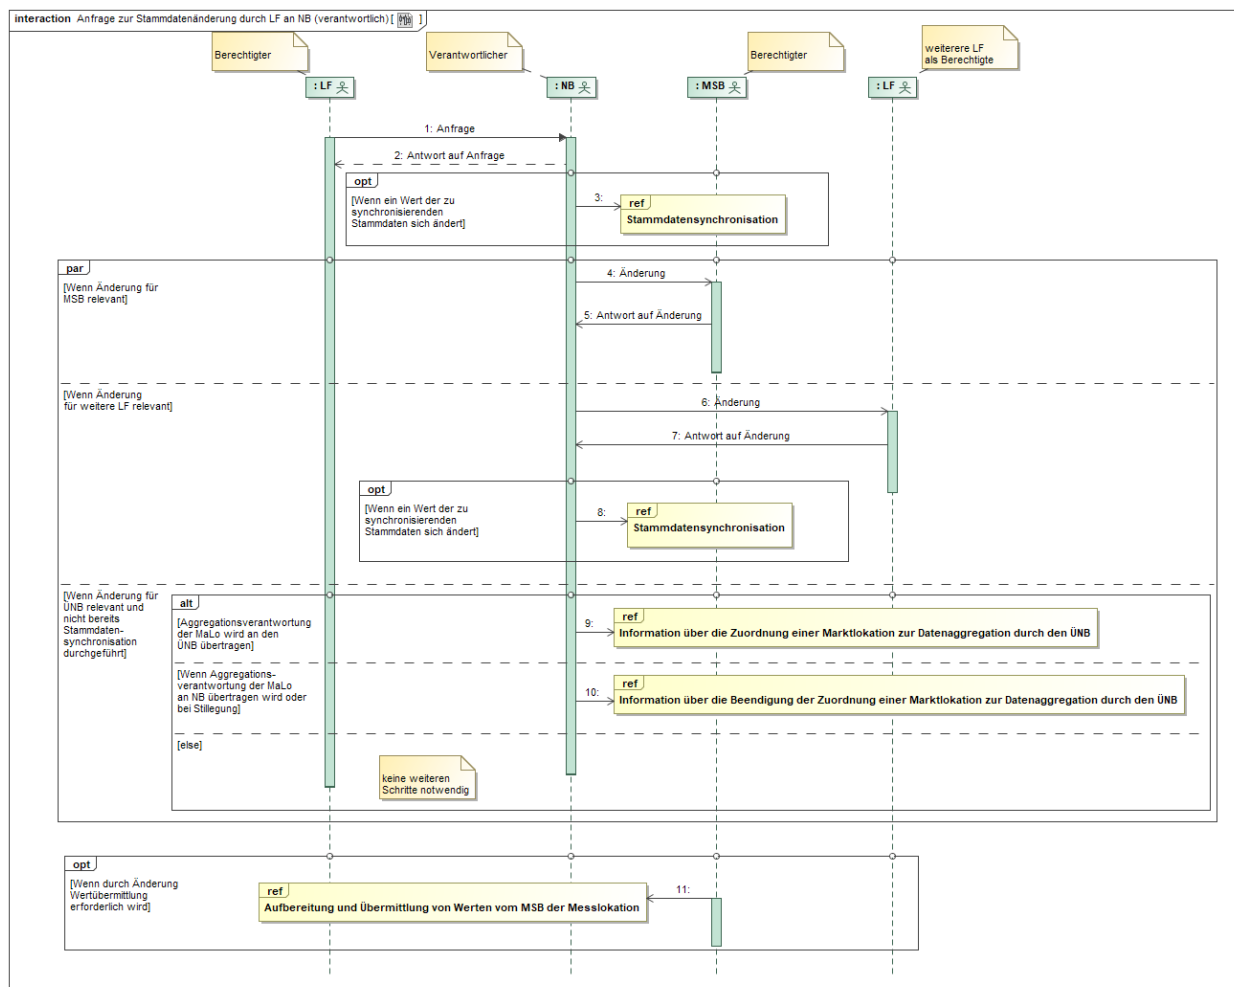 interaction Anfrage zur Stammdatenänderung durch LF an NB (verantwortlich) [ ]
Berechtigter
Verantwortlicher
Berechtigter
weiterere LF
als Berechtigte
: LF
: NB
: MSB
: LF
1: Anfrage
2: Antwort auf Anfrage
opt
[Wenn ein Wert der zu
synchronisierenden
Stammdaten sich ändert]
3:
ref
Stammdatensynchronisation
par
[Wenn Änderung für
MSB relevant]
4: Änderung
5: Antwort auf Änderung
[Wenn Änderung
für weitere LF relevant]
6: Änderung
7: Antwort auf Änderung
opt
[Wenn ein Wert der zu
synchronisierenden
Stammdaten sich ändert]
8:
ref
Stammdatensynchronisation
[Wenn Änderung für
ÜNB relevant und
nicht bereits
Stammdaten-
synchronisation
durchgeführt]
alt
[Aggregationsverantwortung
der MaLo wird an den
ÜNB übertragen]
9:
ref
Information über die Zuordnung einer Marktlokation zur Datenaggregation durch den ÜNB
[Wenn Aggregations-
verantwortung der MaLo
an NB übertragen wird oder
bei Stillegung]
10:
ref
Information über die Beendigung der Zuordnung einer Marktlokation zur Datenaggregation durch den ÜNB
[else]
keine weiteren
Schritte notwendig
opt
[Wenn durch Änderung
Wertübermittlung
erforderlich wird]
11:
ref
Aufbereitung und Übermittlung von Werten vom MSB der Messlokation